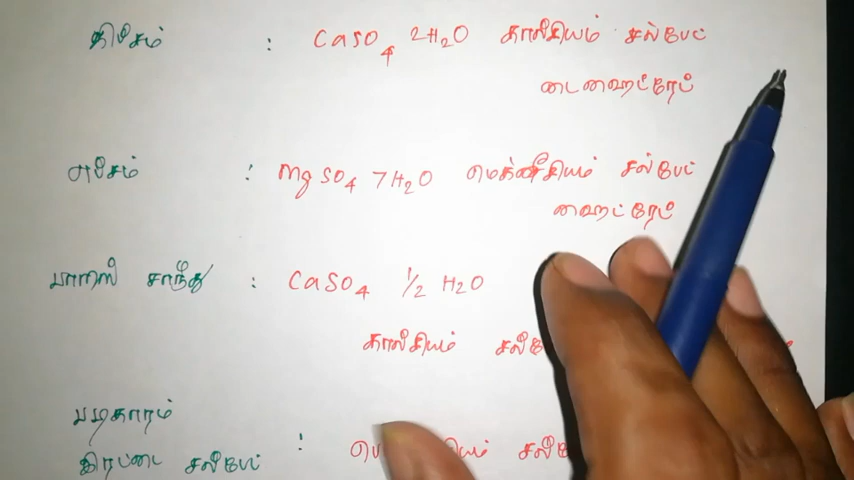 ஜிப்சம் : CaSO4 2H2O கால்சியம் சல்பேட்
டைஹைட்ரேட்
எப்சம் : MgSO4 7H2O மெக்னீசியம் சல்பேட்
ஹைட்ரேட்
பாரிஸ் சாந்து : CaSO4 1/2 H2O
கால்சியம்
படிகாரம்
இரட்டை சல்பேட் :